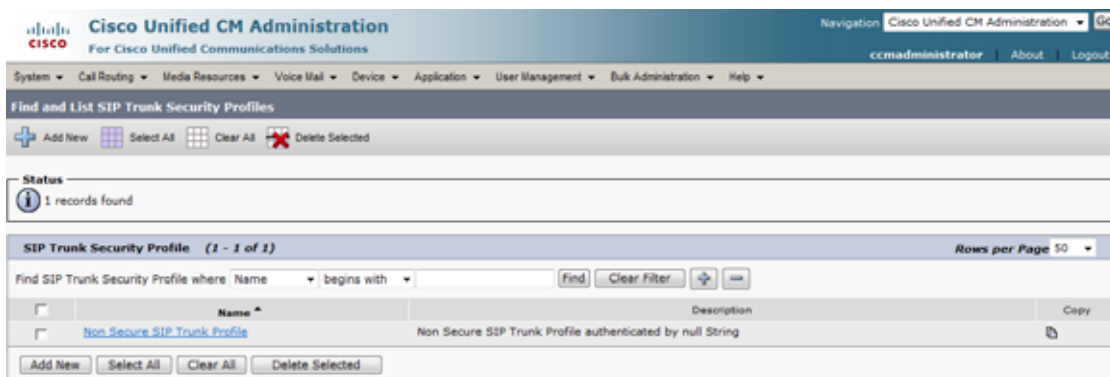 Cisco Unified CM Administration
Navigation Cisco Unified CM Administration
CISCO
For Cisco Unified Communications Solutions
ccmadministrator | About | Logout
System Call Routing Media Resources Voice Mail Device Application User Management Bulk Administration Help
Find and List SIP Trunk Security Profiles
Add New Select All Clear All Delete Selected
Status
i 1 records found
SIP Trunk Security Profile (1 - 1 of 1) Rows per Page 50
Find SIP Trunk Security Profile where Name begins with Find Clear Filter
Name Description Copy
Non Secure SIP Trunk Profile Non Secure SIP Trunk Profile authenticated by null String
Add New Select All Clear All Delete Selected